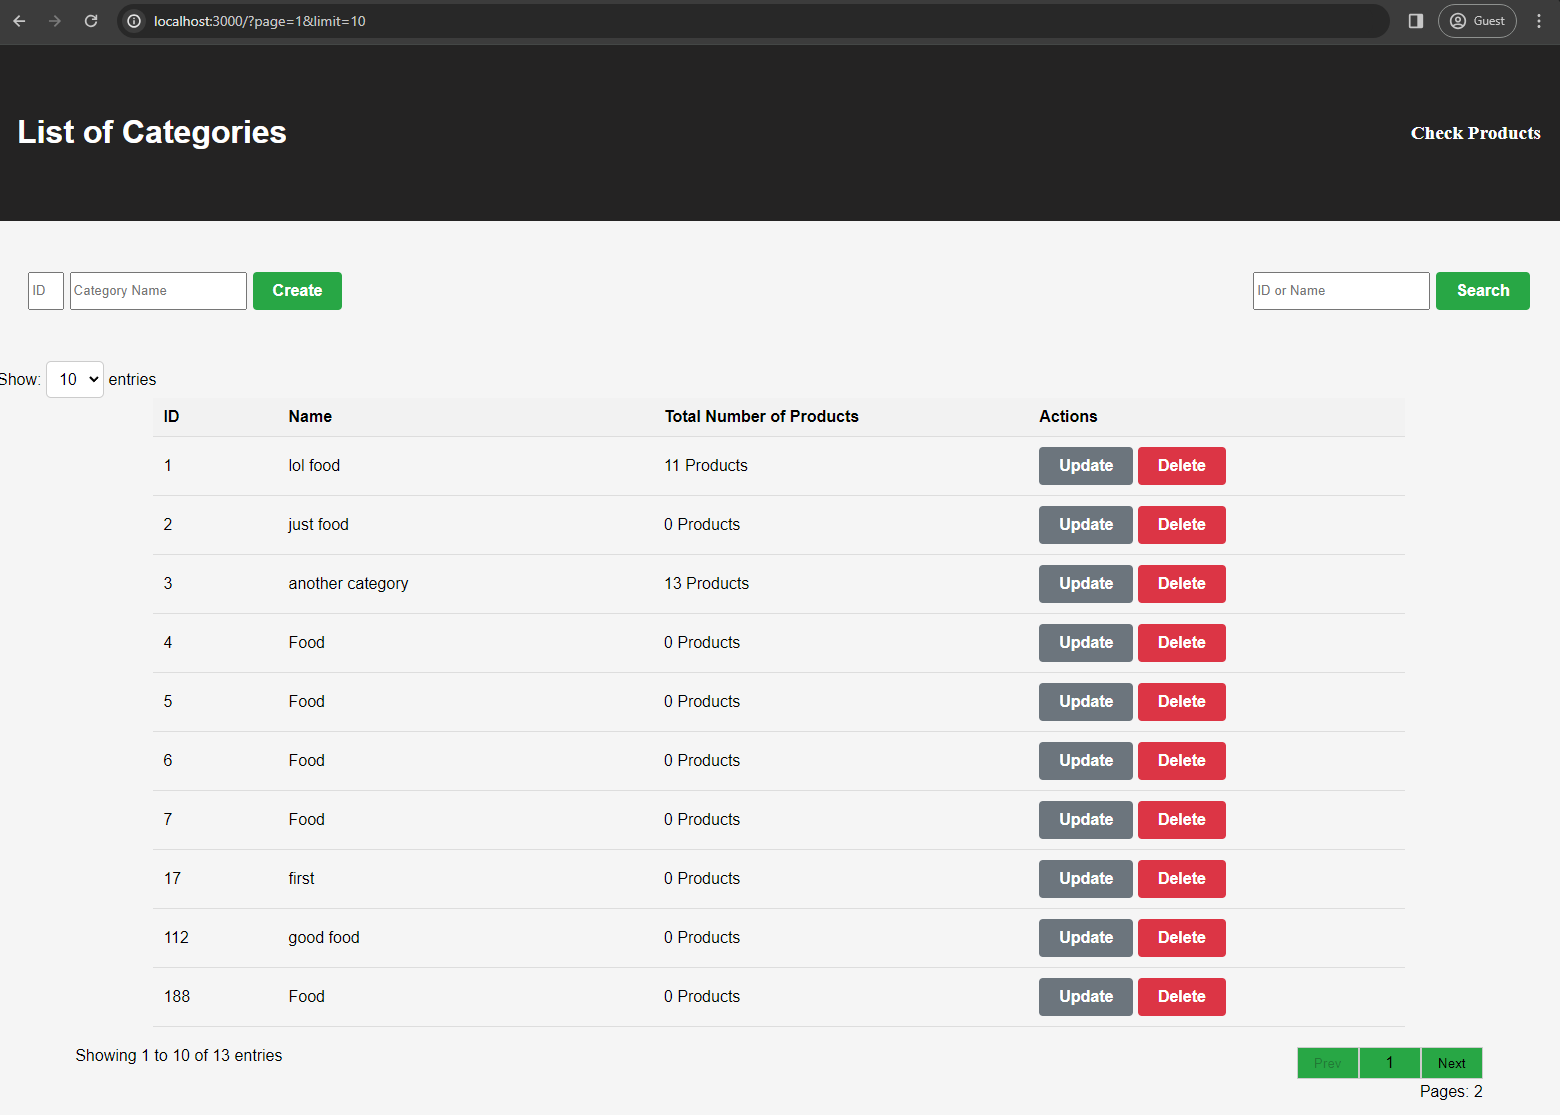 localhost:3000/?page=1&limit=10 Guest
List of Categories Check Products
ID Category Name Create ID or Name Search
Show: 10 entries
ID Name Total Number of Products Actions
1 lol food 11 Products Update Delete
2 just food 0 Products Update Delete
3 another category 13 Products Update Delete
4 Food 0 Products Update Delete
5 Food 0 Products Update Delete
6 Food 0 Products Update Delete
7 Food 0 Products Update Delete
17 first 0 Products Update Delete
112 good food 0 Products Update Delete
188 Food 0 Products Update Delete
Showing 1 to 10 of 13 entries Prev 1 Next
Pages: 2